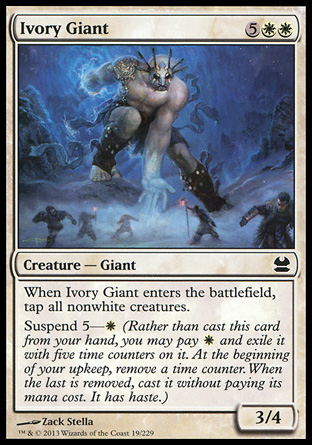 Ivory Giant 5
Creature — Giant
When Ivory Giant enters the battlefield,
tap all nonwhite creatures.
Suspend 5— (Rather than cast this card
from your hand, you may pay and exile it
with five time counters on it. At the beginning
of your upkeep, remove a time counter. When
the last is removed, cast it without paying its
mana cost. It has haste.)
Zack Stella
3/4
™ & © 2013 Wizards of the Coast 19/229